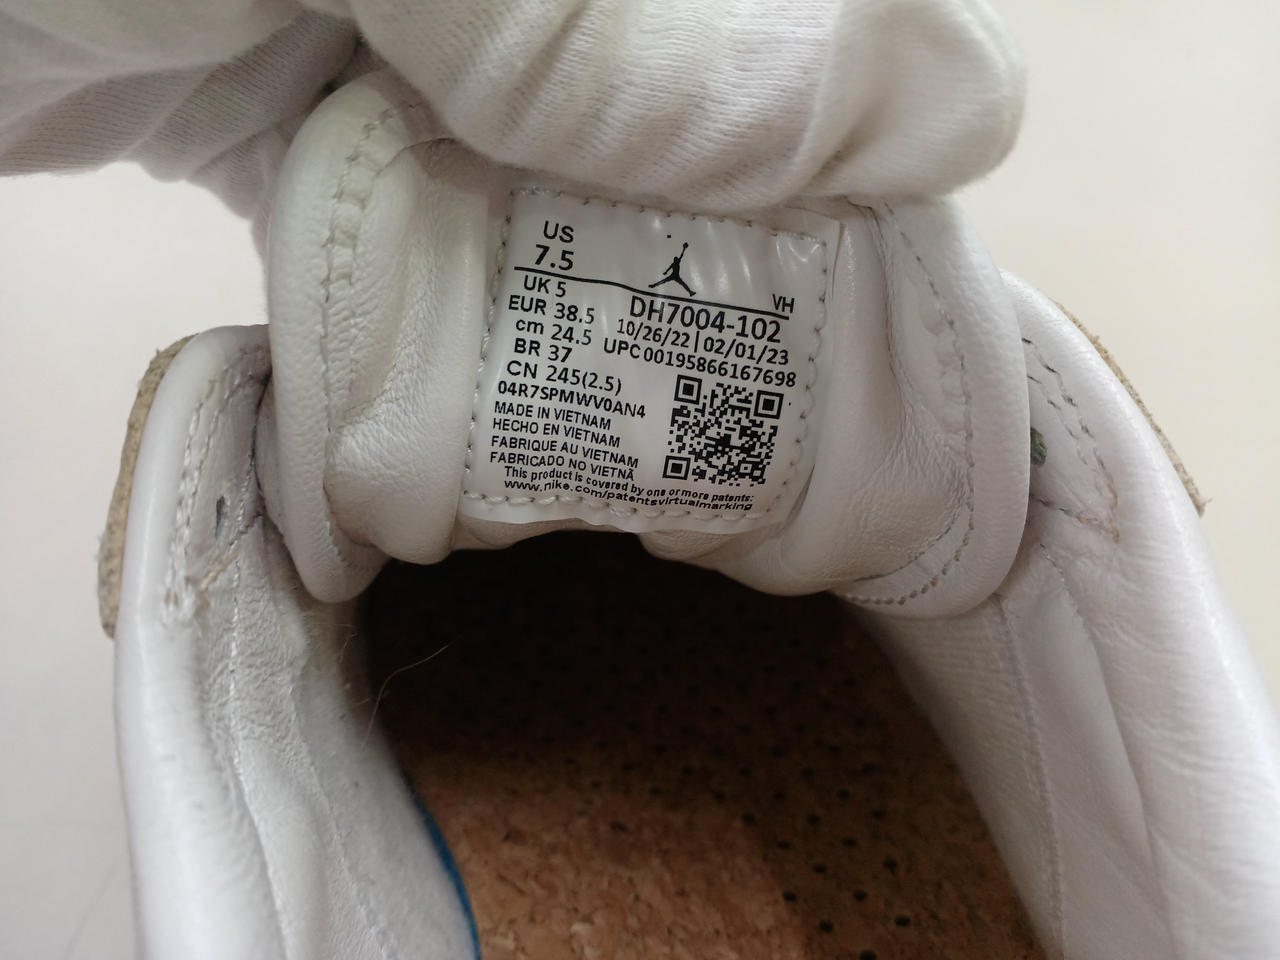 US
7.5
VH
UK 5
EUR 38.5
cm 24.5
BR 37
CN 245(2.5)
DH7004-102
10/26/22 | 02/01/23
UPC 00195866167698
04R7SPMWV0AN4
MADE IN VIETNAM
HECHO EN VIETNAM
FABRIQUE AU VIETNAM
FABRICADO NO VIETNÃ
This product is covered by one or more patents:
www.nike.com/patentsvirtualmarking